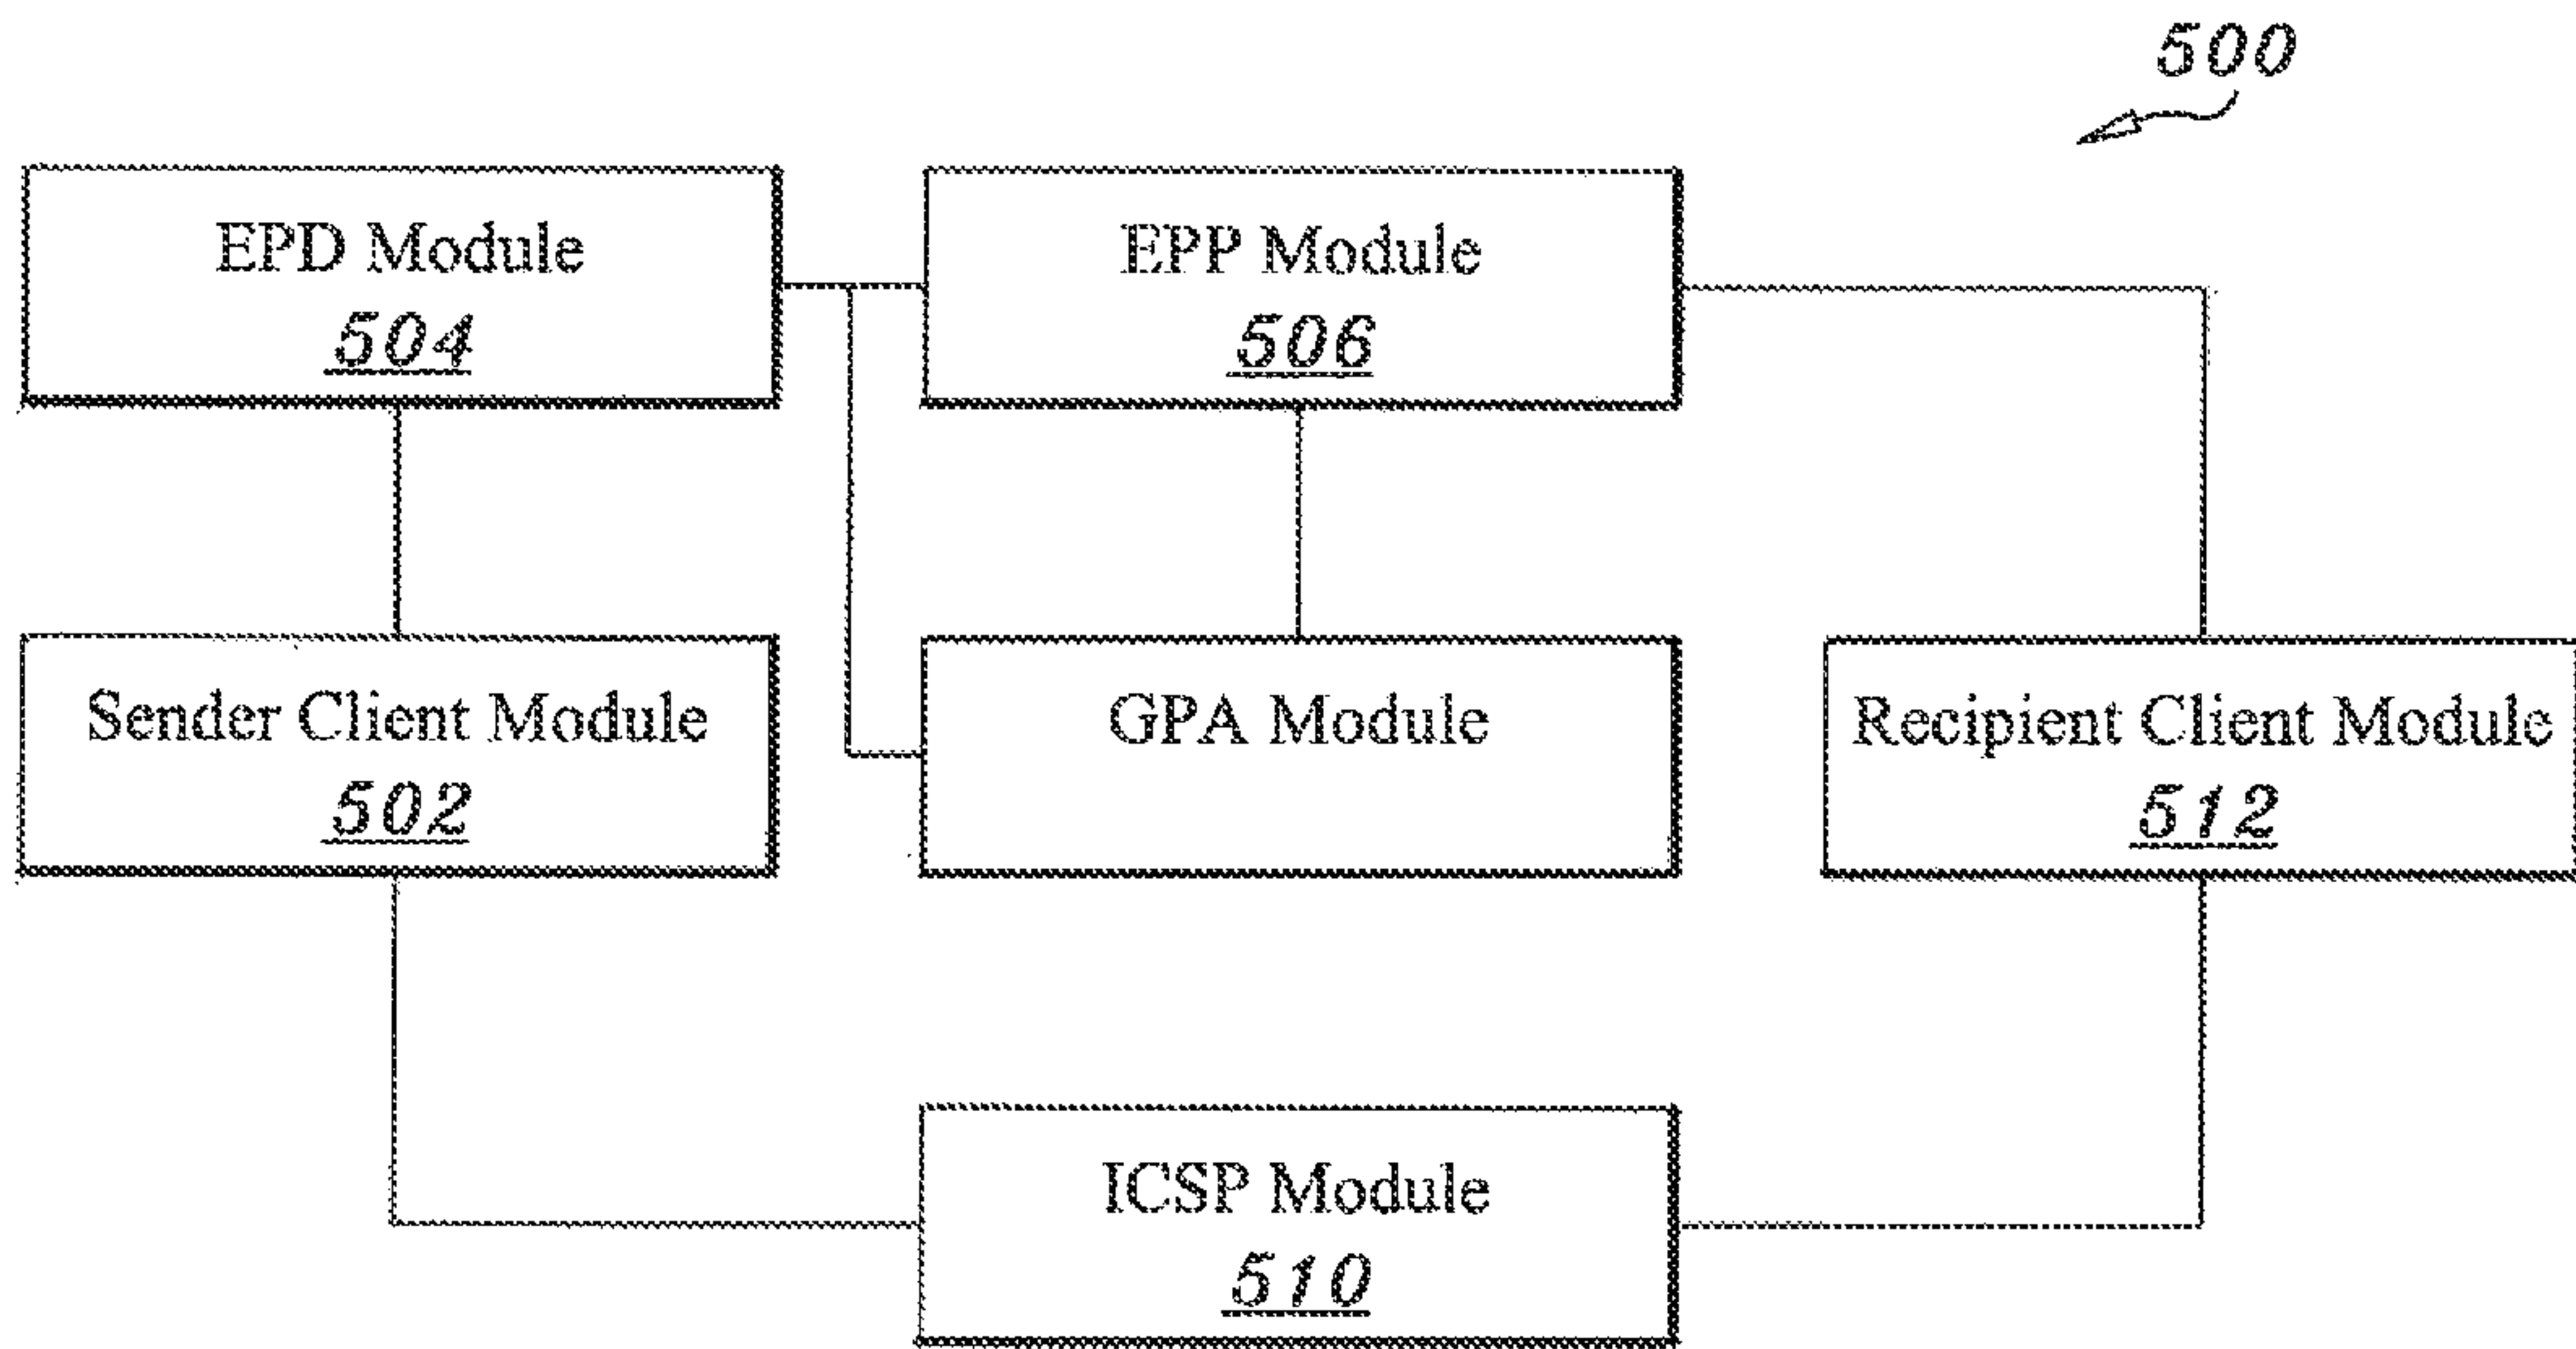 500
EPD Module
504
EPP Module
506
Sender Client Module
502
GPA Module
Recipient Client Module
512
ICSP Module
510